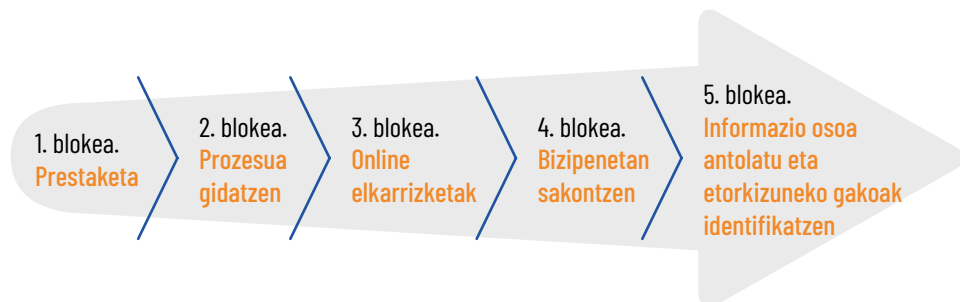 1. blokea.
Prestaketa
2. blokea.
Prozesua
gidatzen
3. blokea.
Online
elkarrizketak
4. blokea.
Bizipenetan
sakontzen
5. blokea.
Informazio osoa
antolatu eta
etorkizuneko gakoak
identifikatzen